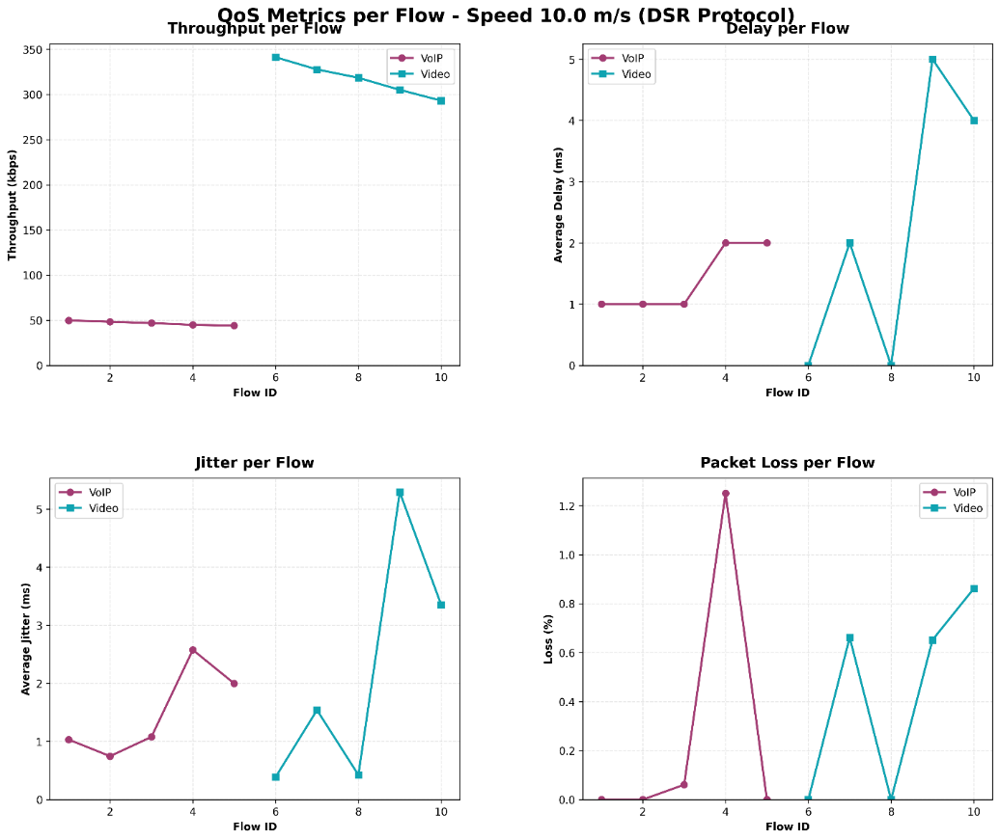 QoS Metrics per Flow - Speed 10.0 m/s (DSR Protocol)
Throughput per Flow
350
300
250
200
150
100
50
0
Throughput (kbps)
2
4
6
8
10
Flow ID
VoIP
Video
Delay per Flow
5
4
3
2
1
0
Average Delay (ms)
2
4
6
8
10
Flow ID
VoIP
Video
Jitter per Flow
5
4
3
2
1
0
Average Jitter (ms)
2
4
6
8
10
Flow ID
VoIP
Video
Packet Loss per Flow
1.2
1.0
0.8
0.6
0.4
0.2
0.0
Loss (%)
2
4
6
8
10
Flow ID
VoIP
Video